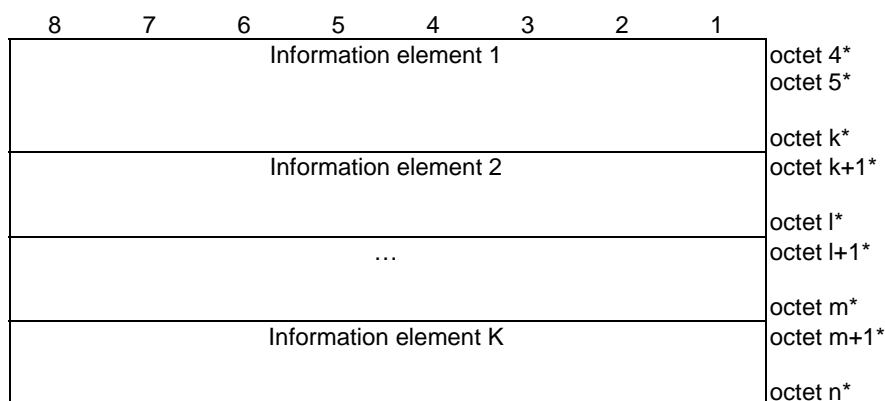 8 7 6 5 4 3 2 1
Information element 1 octet 4*
octet 5*
octet k*
Information element 2 octet k+1*
octet l*
… octet l+1*
octet m*
Information element K octet m+1*
octet n*